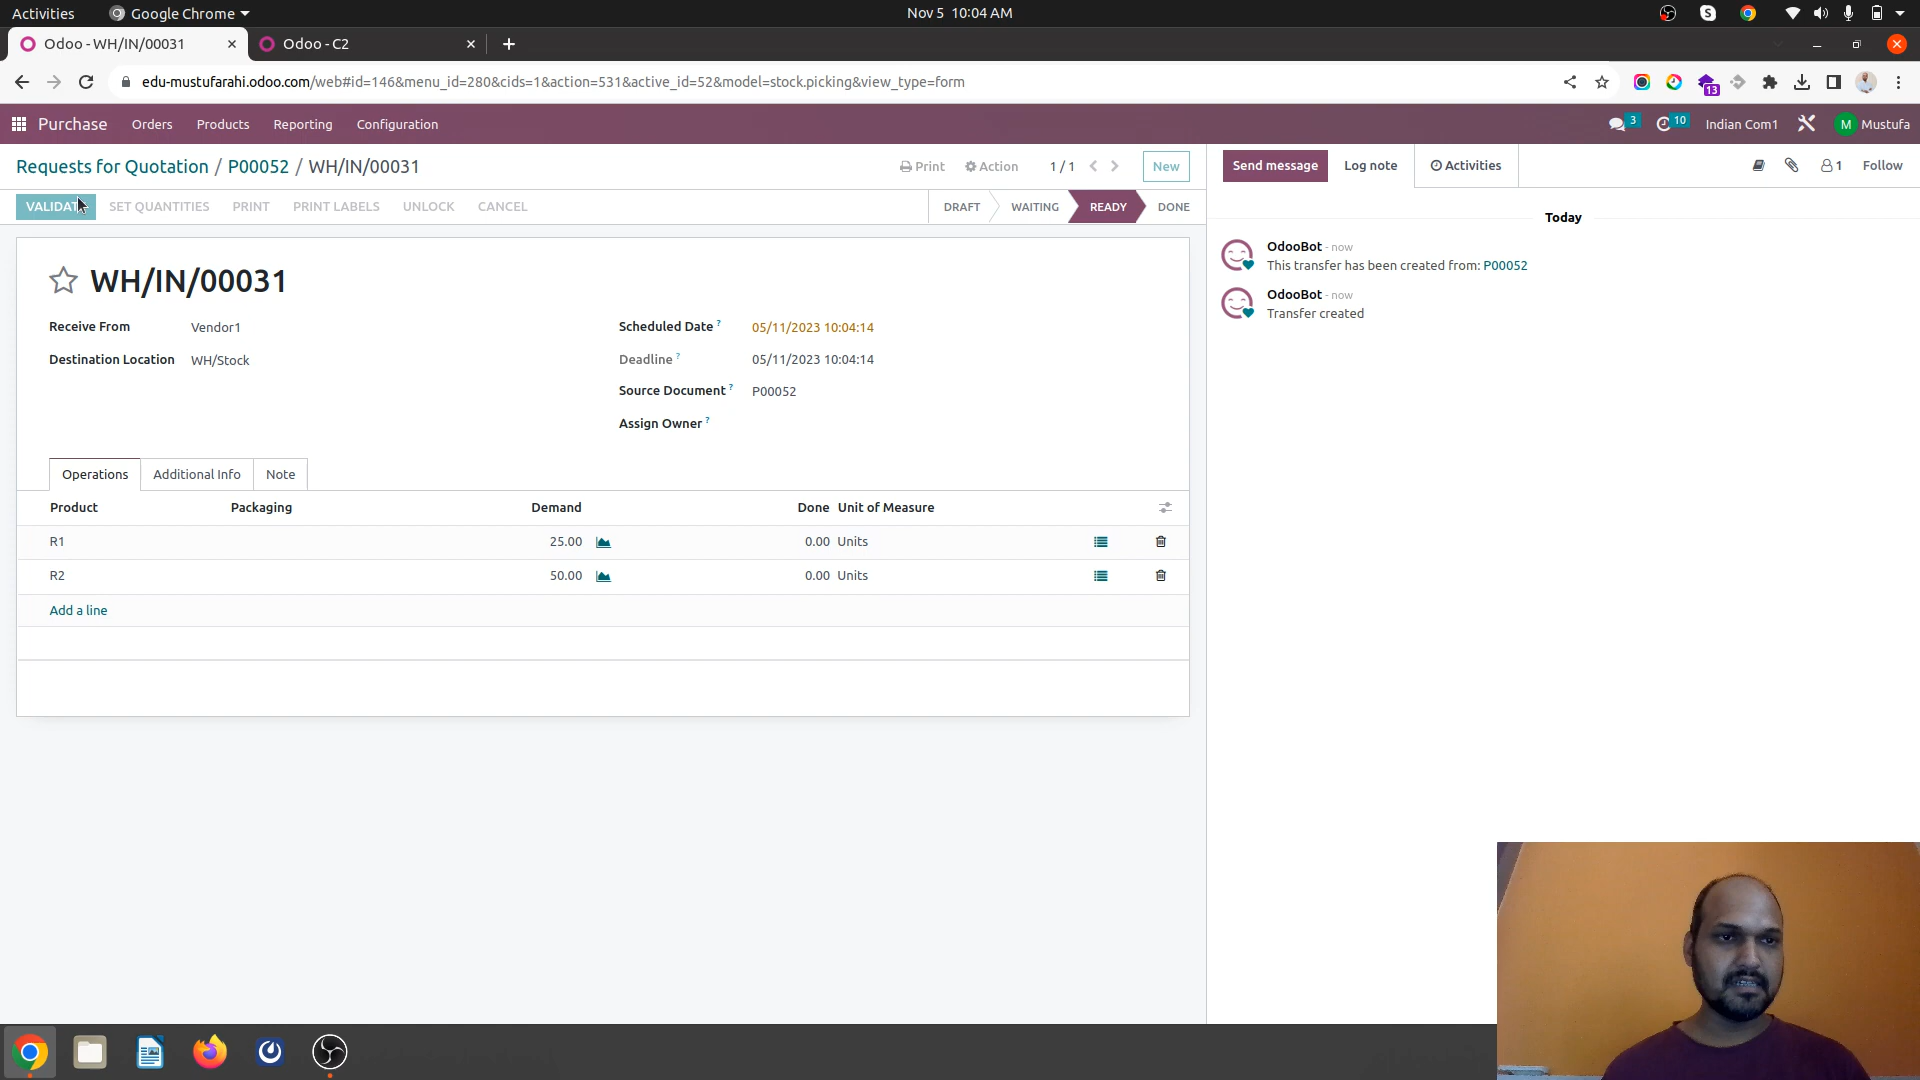 Activities
Google Chrome
Nov 5 10:04 AM
Odoo - WH/IN/00031
Odoo - C2
edu-mustufarahi.odoo.com/web#id=146&menu_id=280&cids=1&action=531&active_id=52&model=stock.picking&view_type=form
13
Purchase
Orders
Products
Reporting
Configuration
3
10
Indian Com1
M
Mustufa
Requests for Quotation / P00052 / WH/IN/00031
Print
Action
1 / 1
New
Send message
Log note
Activities
1
Follow
SET QUANTITIES
PRINT
PRINT LABELS
UNLOCK
CANCEL
DRAFT
WAITING
READY
DONE
Today
WH/IN/00031
OdooBot - now
This transfer has been created from: P00052
OdooBot - now
Transfer created
Receive From
Vendor1
Scheduled Date ?
05/11/2023 10:04:14
Destination Location
WH/Stock
Deadline ?
05/11/2023 10:04:14
Source Document ?
P00052
Assign Owner ?
Operations
Additional Info
Note
Product
Packaging
Demand
Done
Unit of Measure
R1
25.00
0.00
Units
R2
50.00
0.00
Units
Add a line